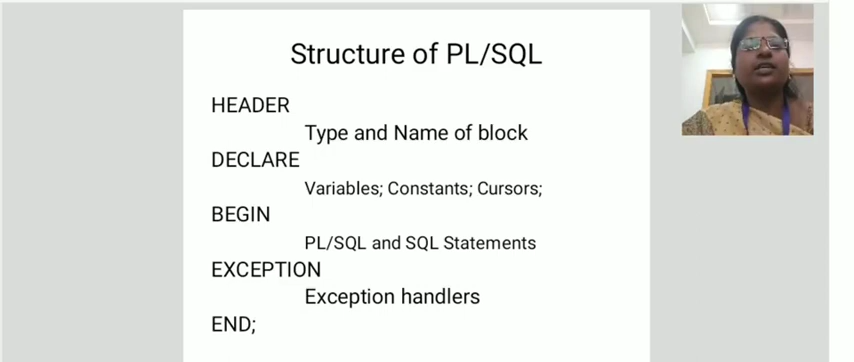 Structure of PL/SQL
HEADER
Type and Name of block
DECLARE
Variables; Constants; Cursors;
BEGIN
PL/SQL and SQL Statements
EXCEPTION
Exception handlers
END;